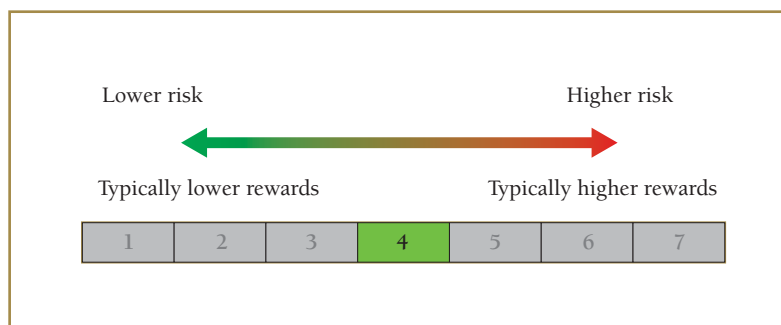 Lower risk Higher risk
Typically lower rewards Typically higher rewards
1 2 3 4 5 6 7